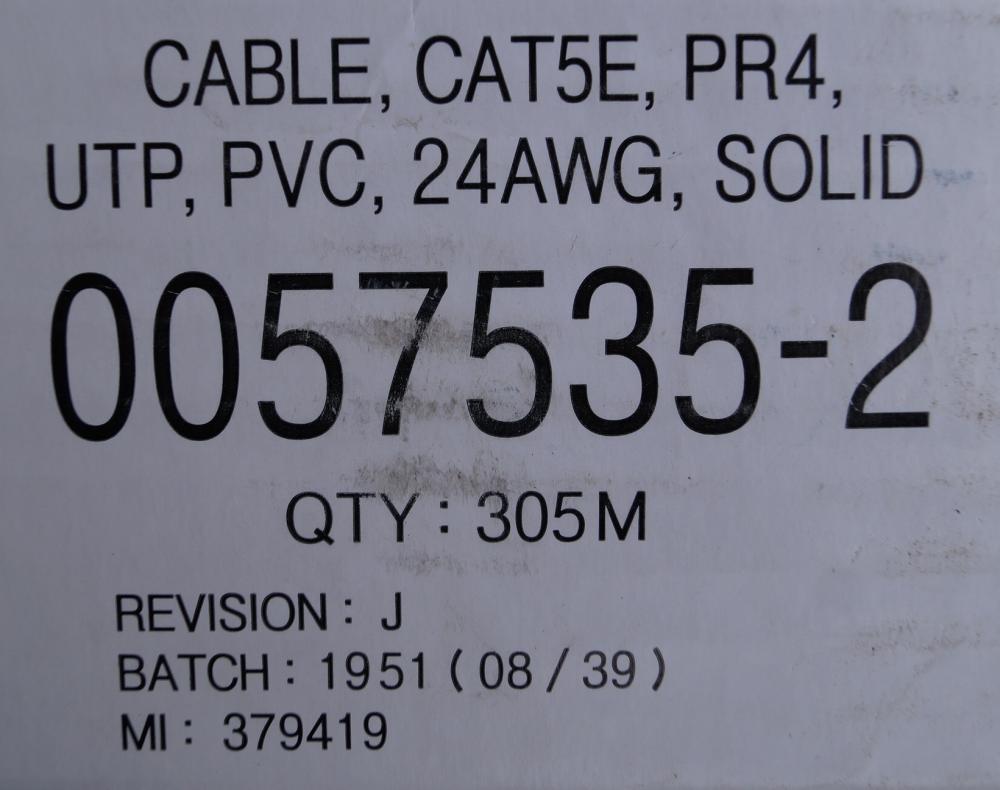 CABLE, CAT5E, PR4,
UTP, PVC, 24AWG, SOLID
0057535-2
QTY : 305M
REVISION : J
BATCH : 1951 ( 08 / 39 )
MI : 379419